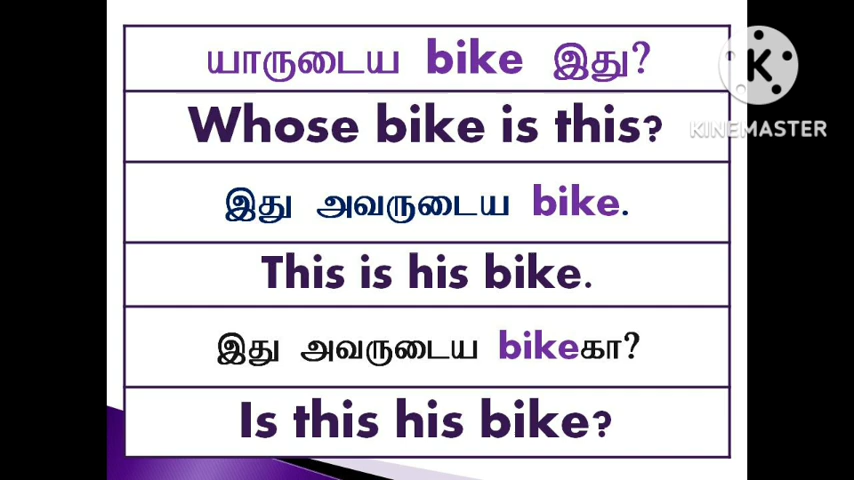 யாருடைய bike இது?
K
KINEMASTER
Whose bike is this?
இது அவருடைய bike.
This is his bike.
இது அவருடைய bikeகா?
Is this his bike?